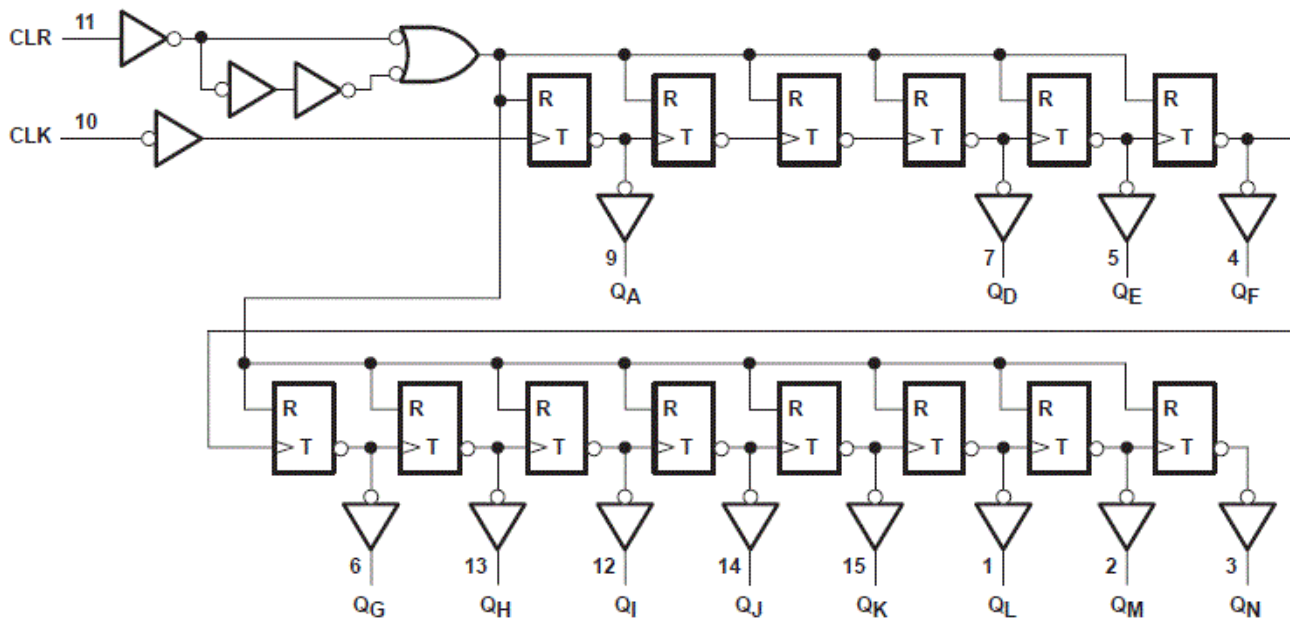 CLR 11
R R R R R R
CLK 10
T T T T T T
9 7 5 4
QA QD QE QF
R R R R R R R R
T T T T T T T T
6 13 12 14 15 1 2 3
QG QH QI QJ QK QL QM QN